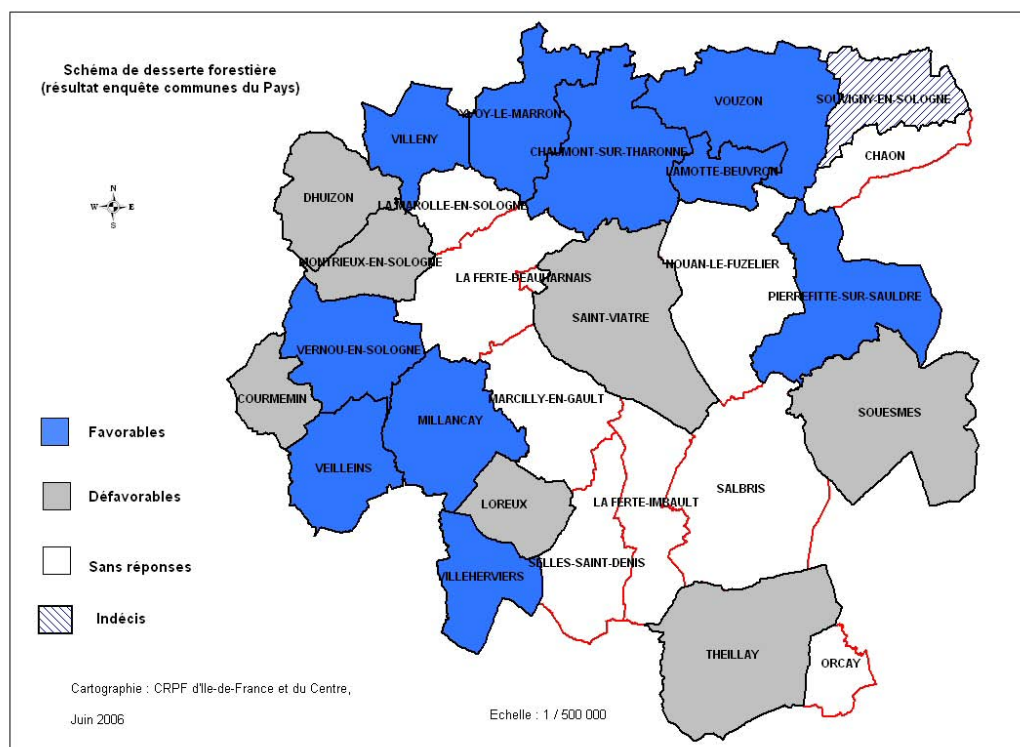 Schéma de desserte forestière
(résultat enquête communes du Pays)
N
W E
S
VOUZON
SOUVIGNY-EN-SOLOGNE
YVOY-LE-MARRON
VILLENY
CHAUMONT-SUR-THARONNE
CHAON
LAMOTTE-BEUVRON
DHUIZON
LA MAROLLE-EN-SOLOGNE
MONTRIEUX-EN-SOLOGNE
NOUAN-LE-FUZELIER
LA FERTE-BEAUHARNAIS
PIERREFITTE-SUR-SAULDRE
SAINT-VIATRE
VERNOU-EN-SOLOGNE
COURMEMIN
MARCILLY-EN-GAULT
SOUESMES
MILLANCAY
Favorables
VEILLEINS
SALBRIS
Défavorables
LOREUX
LA FERTE-IMBAULT
SELLES-SAINT-DENIS
Sans réponses
VILLEHERVIERS
Indécis
THEILLAY
ORCAY
Cartographie : CRPF d'Ile-de-France et du Centre,
Juin 2006
Echelle : 1 / 500 000